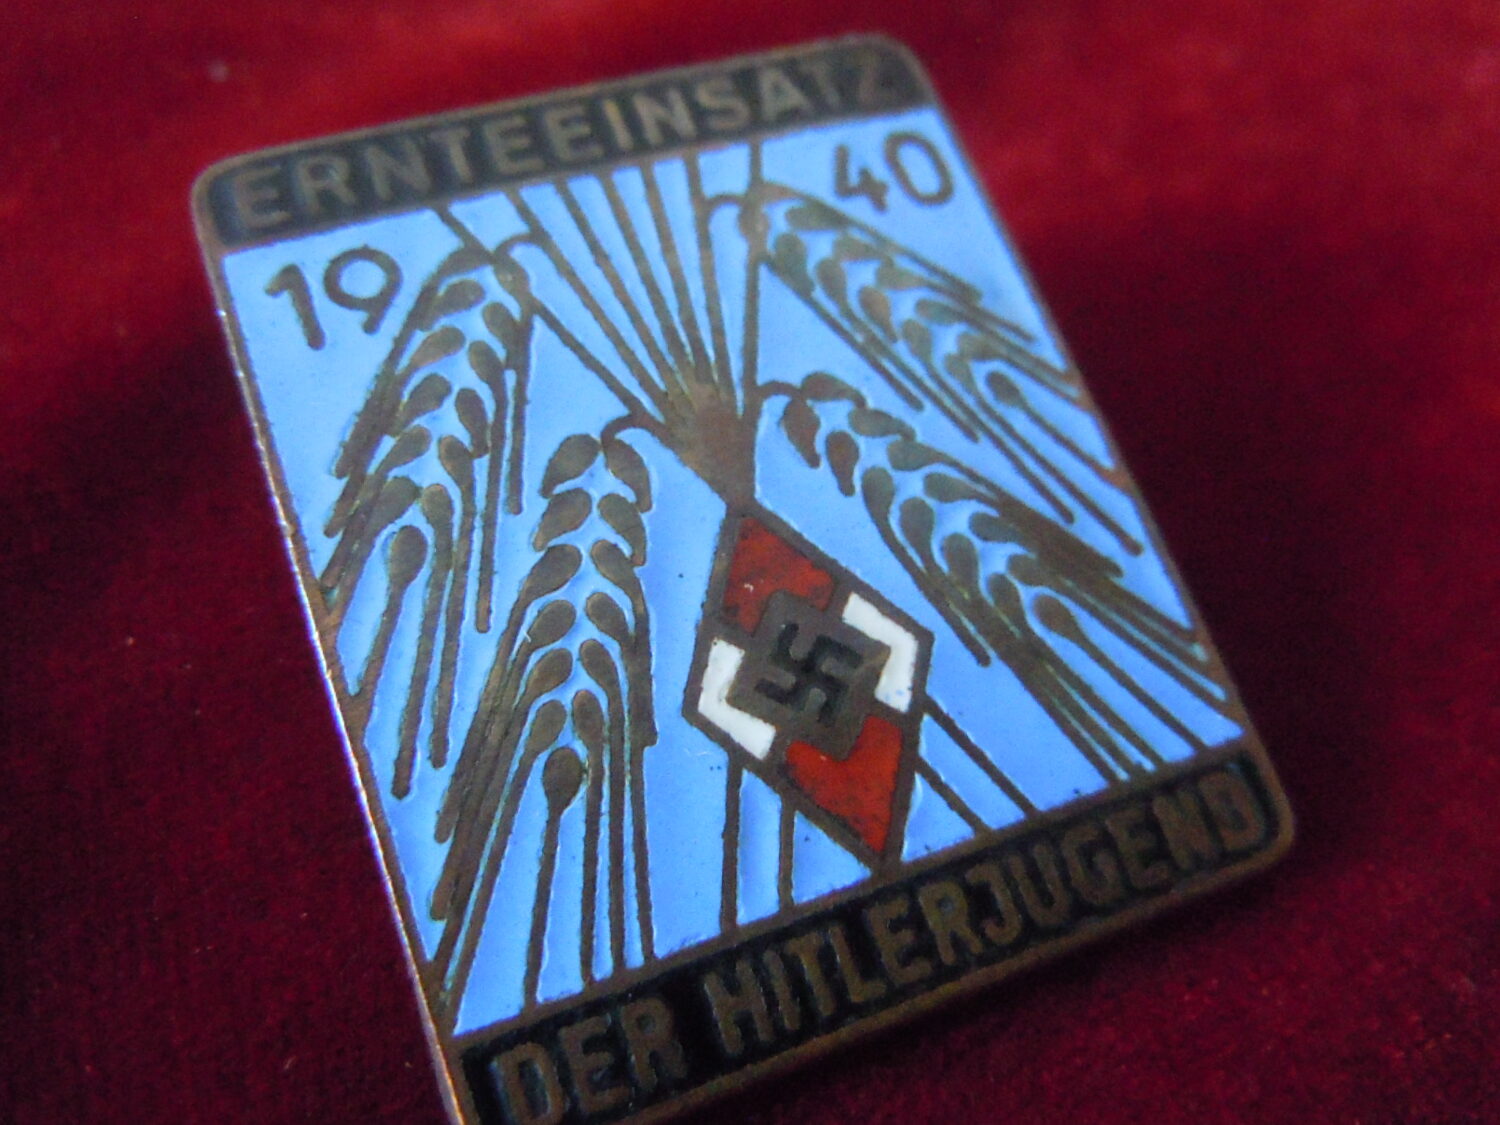 ERNTEEINSATZ
19 40
DER HITLERJUGEND